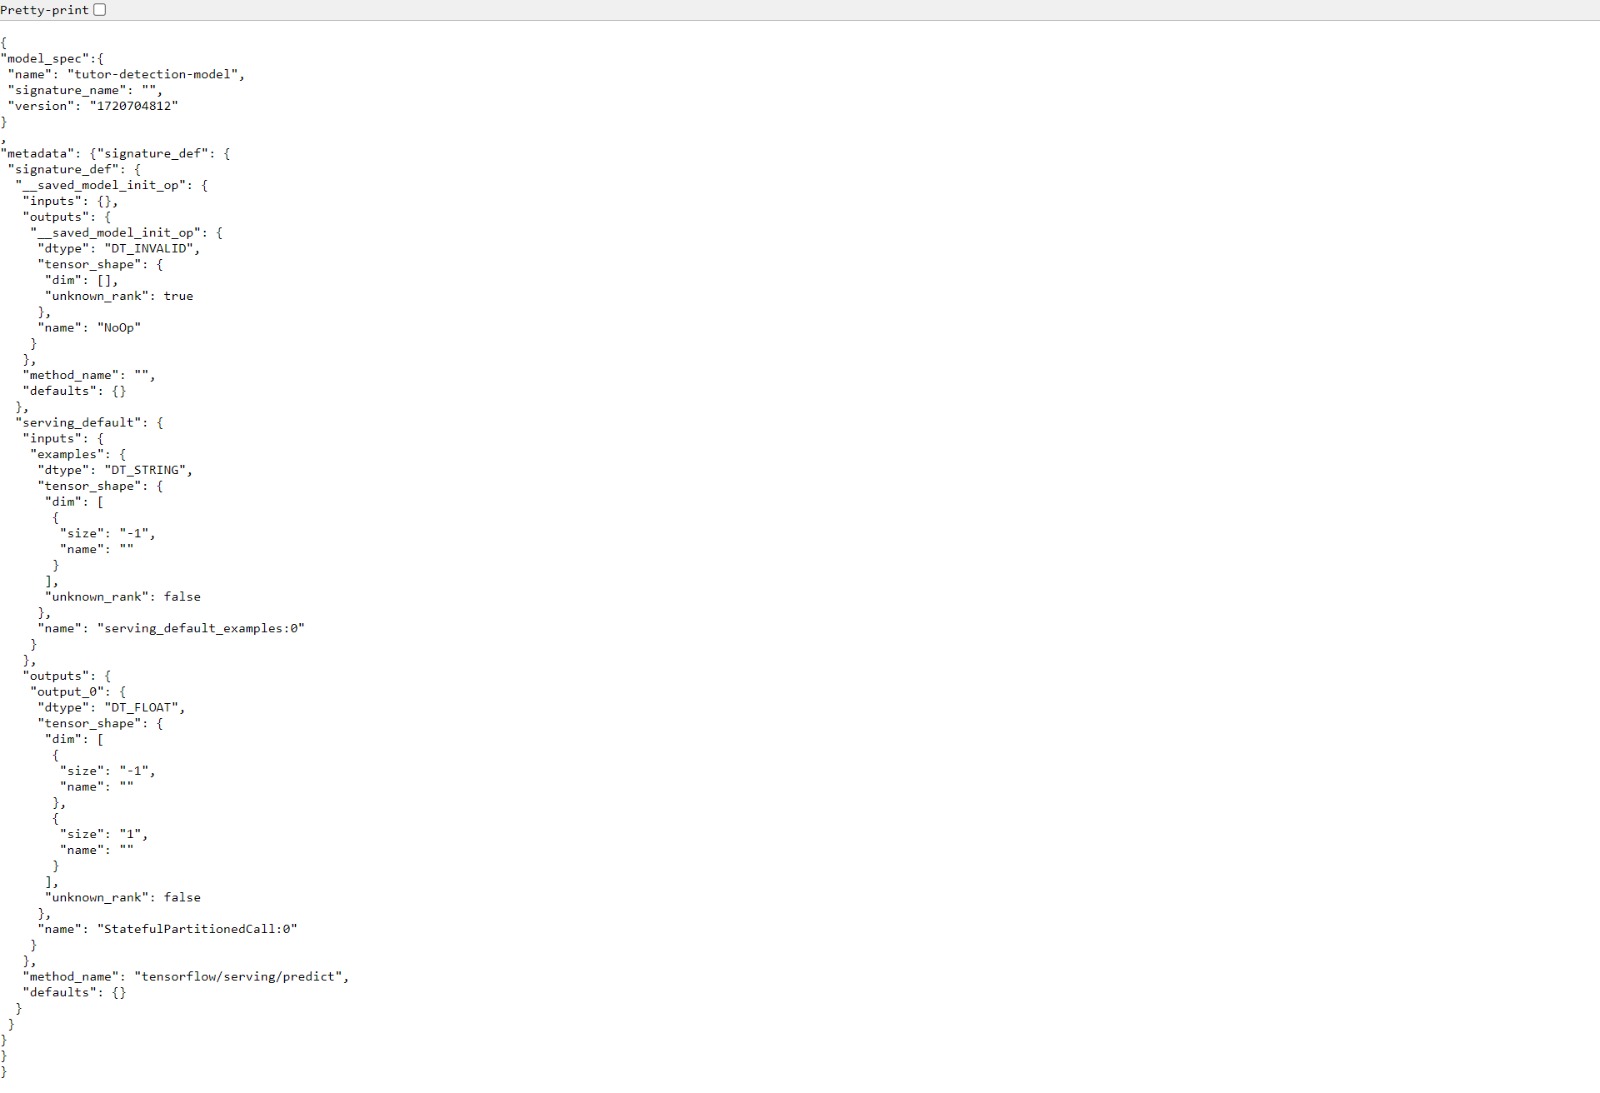 Pretty-print
{
"model_spec":{
 "name": "tutor-detection-model",
 "signature_name": "",
 "version": "1720704812"
}
,
"metadata": {"signature_def": {
 "signature_def": {
  "__saved_model_init_op": {
   "inputs": {},
   "outputs": {
    "__saved_model_init_op": {
     "dtype": "DT_INVALID",
     "tensor_shape": {
      "dim": [],
      "unknown_rank": true
     },
     "name": "NoOp"
    }
   },
   "method_name": "",
   "defaults": {}
  },
  "serving_default": {
   "inputs": {
    "examples": {
     "dtype": "DT_STRING",
     "tensor_shape": {
      "dim": [
       {
        "size": "-1",
        "name": ""
       }
      ],
      "unknown_rank": false
     },
     "name": "serving_default_examples:0"
    }
   },
   "outputs": {
    "output_0": {
     "dtype": "DT_FLOAT",
     "tensor_shape": {
      "dim": [
       {
        "size": "-1",
        "name": ""
       },
       {
        "size": "1",
        "name": ""
       }
      ],
      "unknown_rank": false
     },
     "name": "StatefulPartitionedCall:0"
    }
   },
   "method_name": "tensorflow/serving/predict",
   "defaults": {}
  }
 }
}
}
}